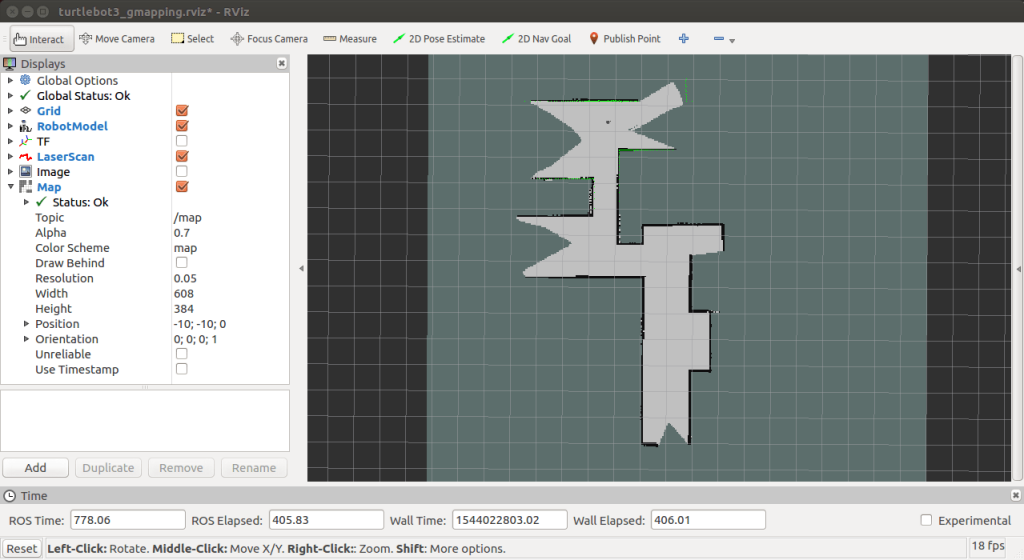 turtlebot3_gmapping.rviz* - RViz
Interact Move Camera Select Focus Camera Measure 2D Pose Estimate 2D Nav Goal Publish Point
Displays
Global Options
Global Status: Ok
Grid
RobotModel
TF
LaserScan
Image
Map
Status: Ok
Topic /map
Alpha 0.7
Color Scheme map
Draw Behind
Resolution 0.05
Width 608
Height 384
Position -10; -10; 0
Orientation 0; 0; 0; 1
Unreliable
Use Timestamp
Add Duplicate Remove Rename
Time
ROS Time: 778.06 ROS Elapsed: 405.83 Wall Time: 1544022803.02 Wall Elapsed: 406.01 Experimental
Reset Left-Click: Rotate. Middle-Click: Move X/Y. Right-Click:: Zoom. Shift: More options. 18 fps